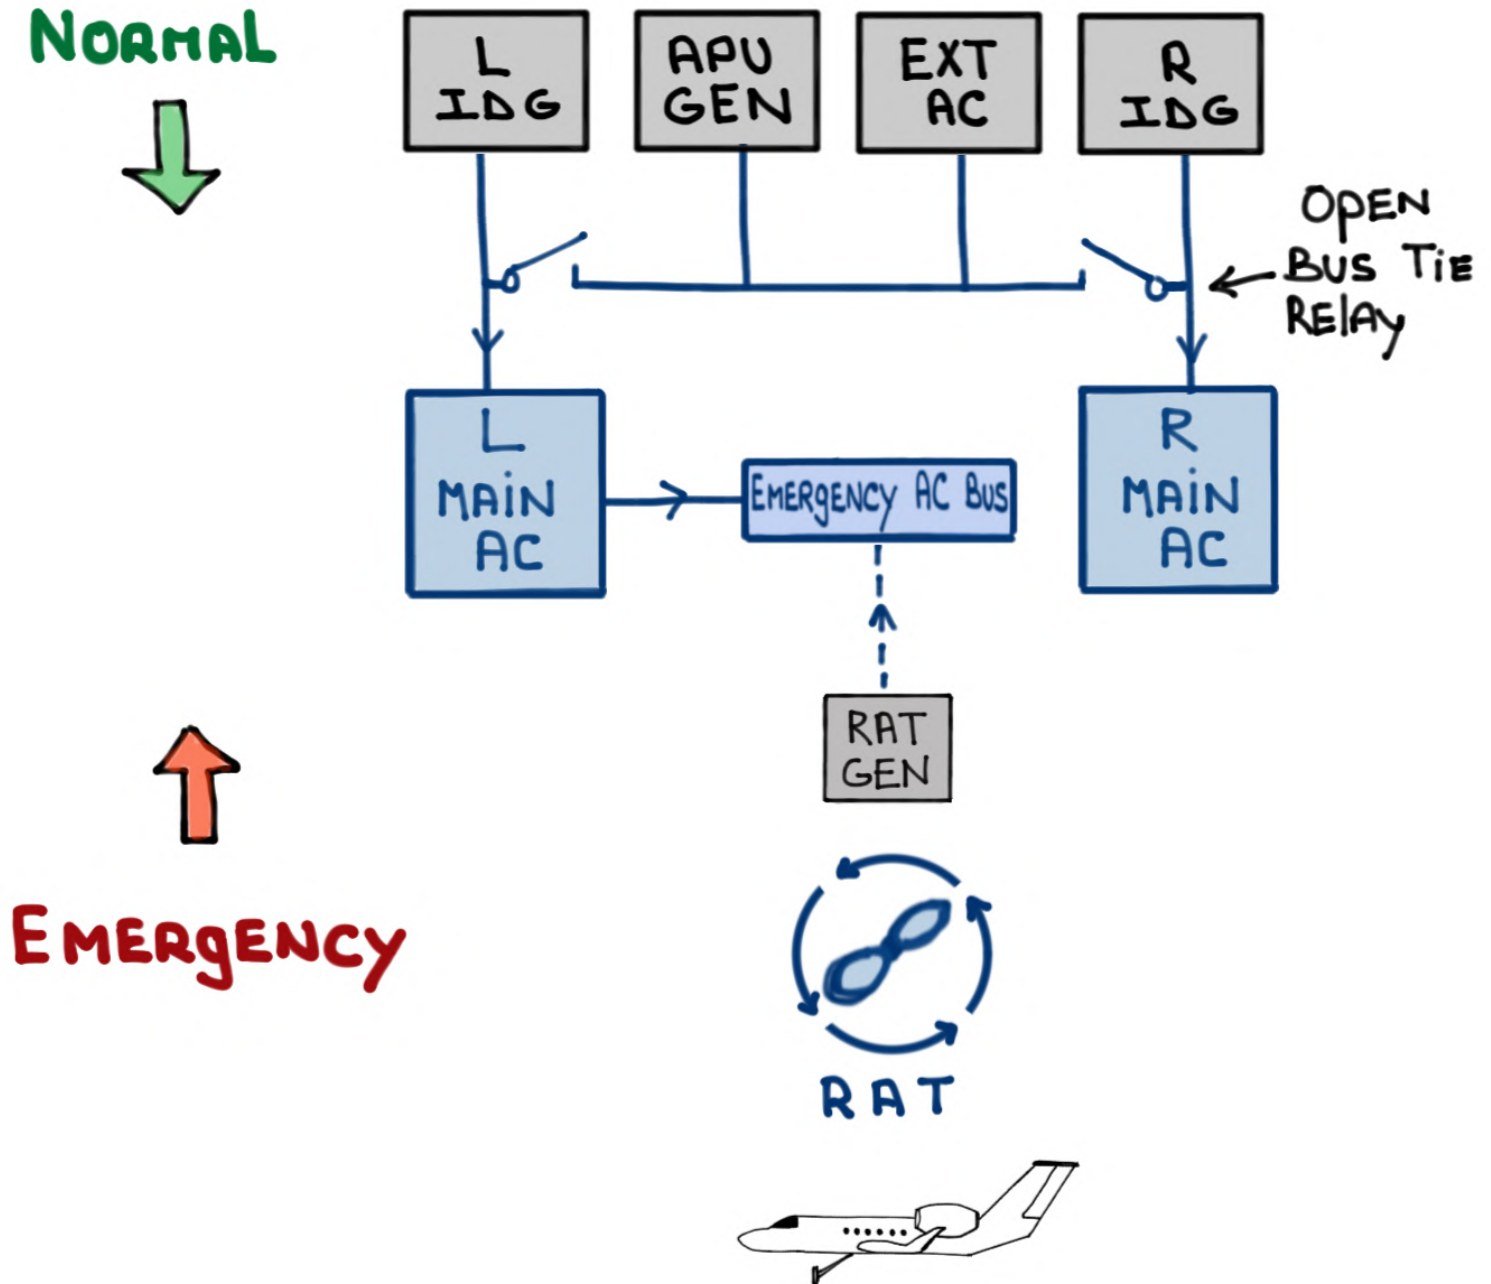 NORMAL
L
IDG
APU
GEN
EXT
AC
R
IDG
OPEN
BUS TiE
RElAy
L
MAiN
AC
EMERgENCy AC BUS
R
MAiN
AC
RAT
GEN
EMERgENCY
RAT